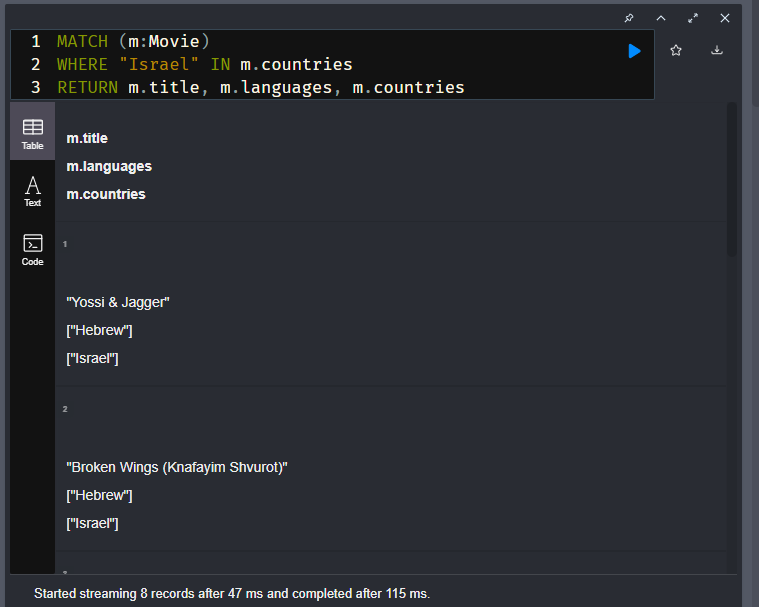 1 MATCH (m:Movie)
2 WHERE "Israel" IN m.countries
3 RETURN m.title, m.languages, m.countries
Table
Text
Code
m.title
m.languages
m.countries
1
"Yossi & Jagger"
["Hebrew"]
["Israel"]
2
"Broken Wings (Knafayim Shvurot)"
["Hebrew"]
["Israel"]
Started streaming 8 records after 47 ms and completed after 115 ms.